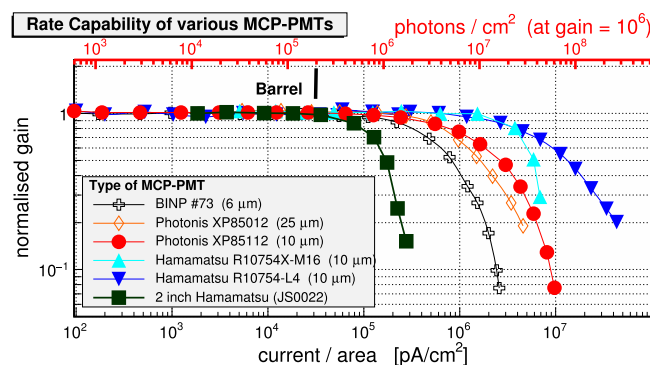 Rate Capability of various MCP-PMTs
photons / cm² (at gain = 10⁶)
10³ 10⁴ 10⁵ 10⁶ 10⁷ 10⁸
Barrel
normalised gain
1
10⁻¹
Type of MCP-PMT
BINP #73 (6 μm)
Photonis XP85012 (25 μm)
Photonis XP85112 (10 μm)
Hamamatsu R10754X-M16 (10 μm)
Hamamatsu R10754-L4 (10 μm)
2 inch Hamamatsu (JS0022)
10² 10³ 10⁴ 10⁵ 10⁶ 10⁷
current / area [pA/cm²]